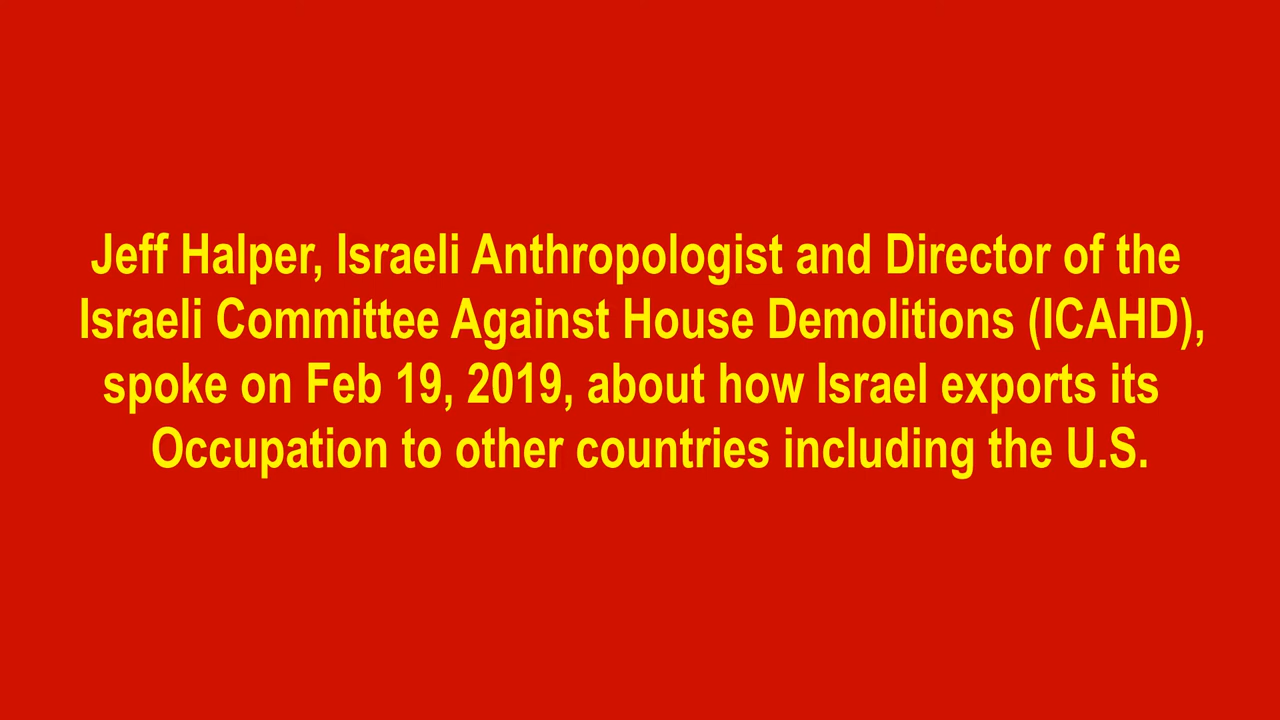 Jeff Halper, Israeli Anthropologist and Director of the
Israeli Committee Against House Demolitions (ICAHD),
spoke on Feb 19, 2019, about how Israel exports its
Occupation to other countries including the U.S.